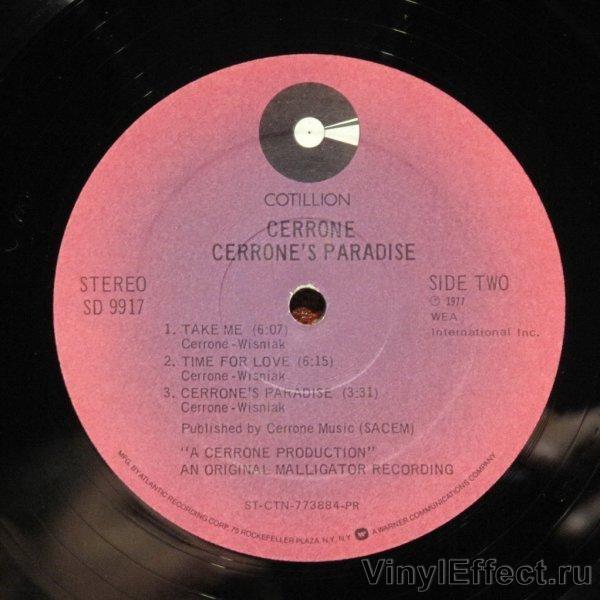 COTILLION
CERRONE
CERRONE'S PARADISE
STEREO
SD 9917
SIDE TWO
℗ 1977
WEA
International Inc.
1. TAKE ME (6:07)
Cerrone-Wisniak
2. TIME FOR LOVE (6:15)
Cerrone-Wisniak
3. CERRONE'S PARADISE (3:31)
Cerrone-Wisniak
Published by Cerrone Music (SACEM)
"A CERRONE PRODUCTION"
AN ORIGINAL MALLIGATOR RECORDING
ST-CTN-773884-PR
MFG. BY ATLANTIC RECORDING CORP. 75 ROCKEFELLER PLAZA, N.Y. N.Y. W A WARNER COMMUNICATIONS COMPANY
VinylEffect.ru